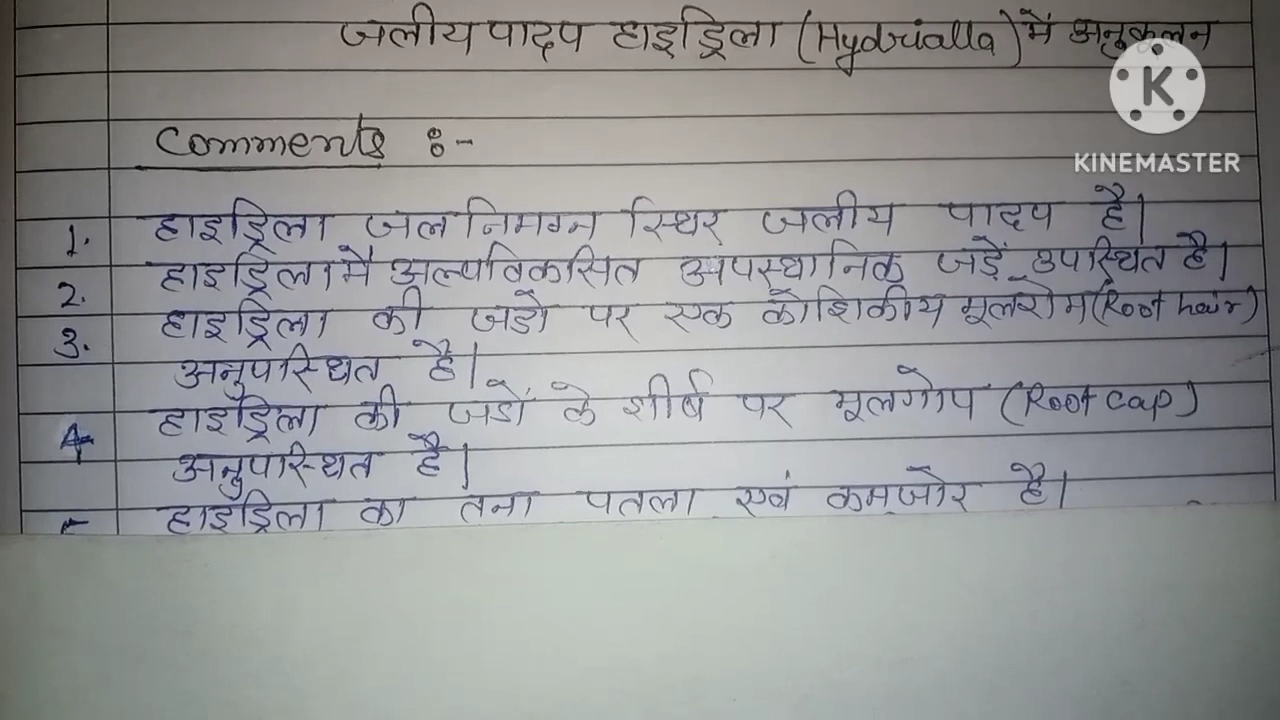 जलीय पादप हाइड्रिला (Hydrialla) में अनुकूलन
K
KINEMASTER
Comments :-
1. हाइड्रिला जल निमग्न स्थिर जलीय पादप है।
2. हाइड्रिला मै अल्पविकसित अपस्थानिक जड़ें उपस्थित है।
3. हाइड्रिला की जडो पर एक कोशिकीय मूलरोम (Root hair)
अनुपस्थित है।
4 हाइड्रिला की जडों के शीर्ष पर मूलगोप (Root cap)
अनुपस्थित है।
हाइड्रिला का तना पतला एवं कमजोर है।